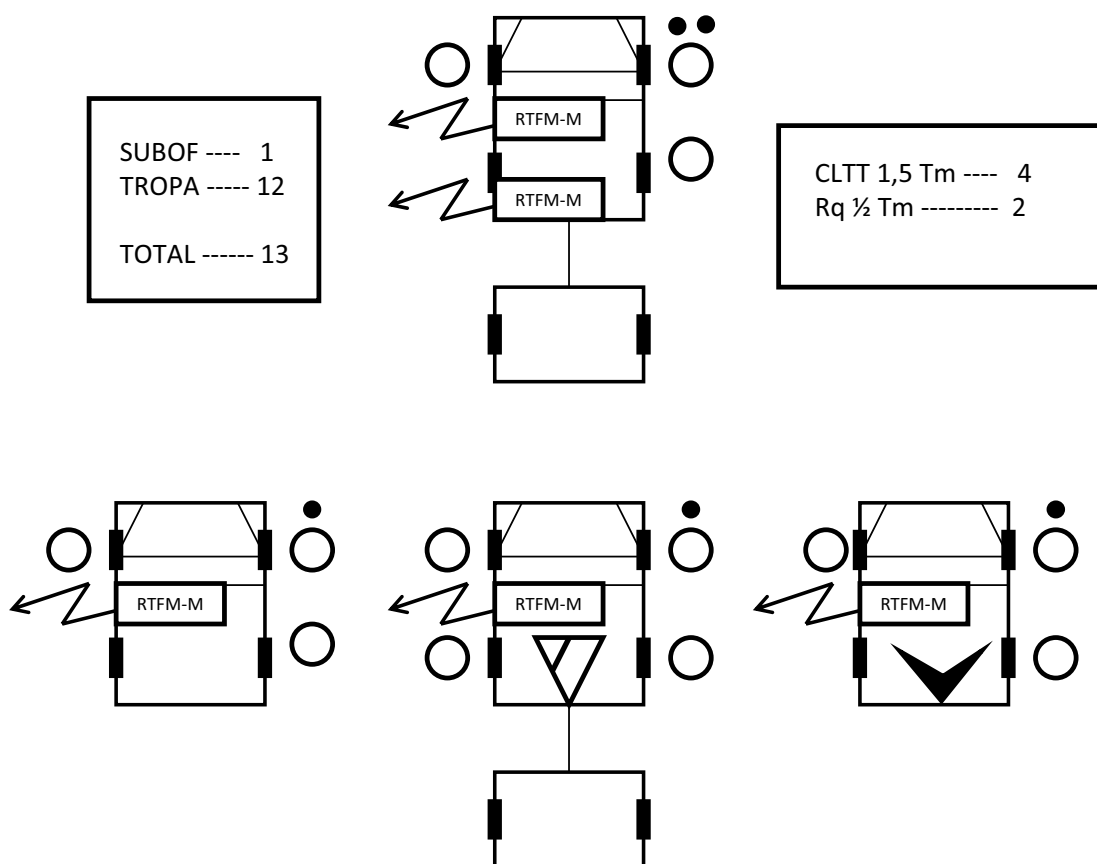 RTFM-M
RTFM-M
SUBOF ---- 1
TROPA ----- 12
TOTAL ------ 13
CLTT 1,5 Tm ---- 4
Rq ½ Tm --------- 2
RTFM-M
RTFM-M
RTFM-M